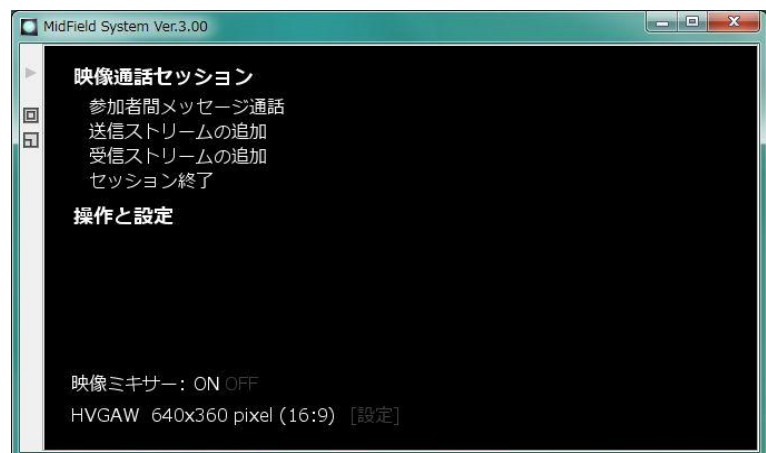 MidField System Ver.3.00
映像通話セッション
参加者間メッセージ通話
送信ストリームの追加
受信ストリームの追加
セッション終了
操作と設定
映像ミキサー: ON OFF
HVGAW 640x360 pixel (16:9) [設定]